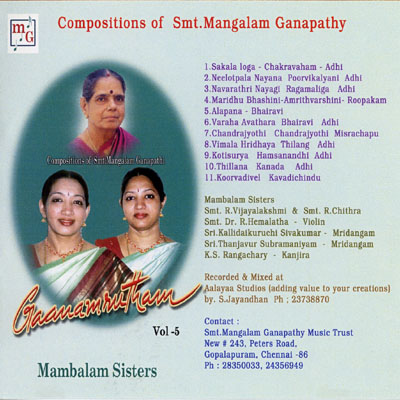 m
G
Compositions of Smt.Mangalam Ganapathy
Compositions of Smt.Mangalam Ganapathi
Gaanamrutham
Vol -5
Mambalam Sisters
1.Sakala loga - Chakravaham - Adhi
2.Neelotpala Nayana Poorvikalyani Adhi
3.Navarathri Nayagi Ragamaliga Adhi
4.Maridhu Bhashini-Amrithvarshini- Roopakam
5.Alapana - Bhairavi
6.Varaha Avathara Bhairavi Adhi
7.Chandrajyothi Chandrajyothi Misrachapu
8.Vimala Hridhaya Thilang Adhi
9.Kotisurya Hamsanandhi Adhi
10.Thillana Kanada Adhi
11.Koorvadivel Kavadichindu
Mambalam Sisters
Smt. R.Vijayalakshmi & Smt. R.Chithra
Smt. Dr. R.Hemalatha - Violin
Sri.Kallidaikuruchi Sivakumar - Mridangam
Sri.Thanjavur Subramaniyam - Mridangam
K.S. Rangachary - Kanjira
Recorded & Mixed at
Aalayaa Studios (adding value to your creations)
by. S.Jayandhan Ph ; 23738870
Contact :
Smt.Mangalam Ganapathy Music Trust
New # 243, Peters Road,
Gopalapuram, Chennai -86
Ph : 28350033, 24356949